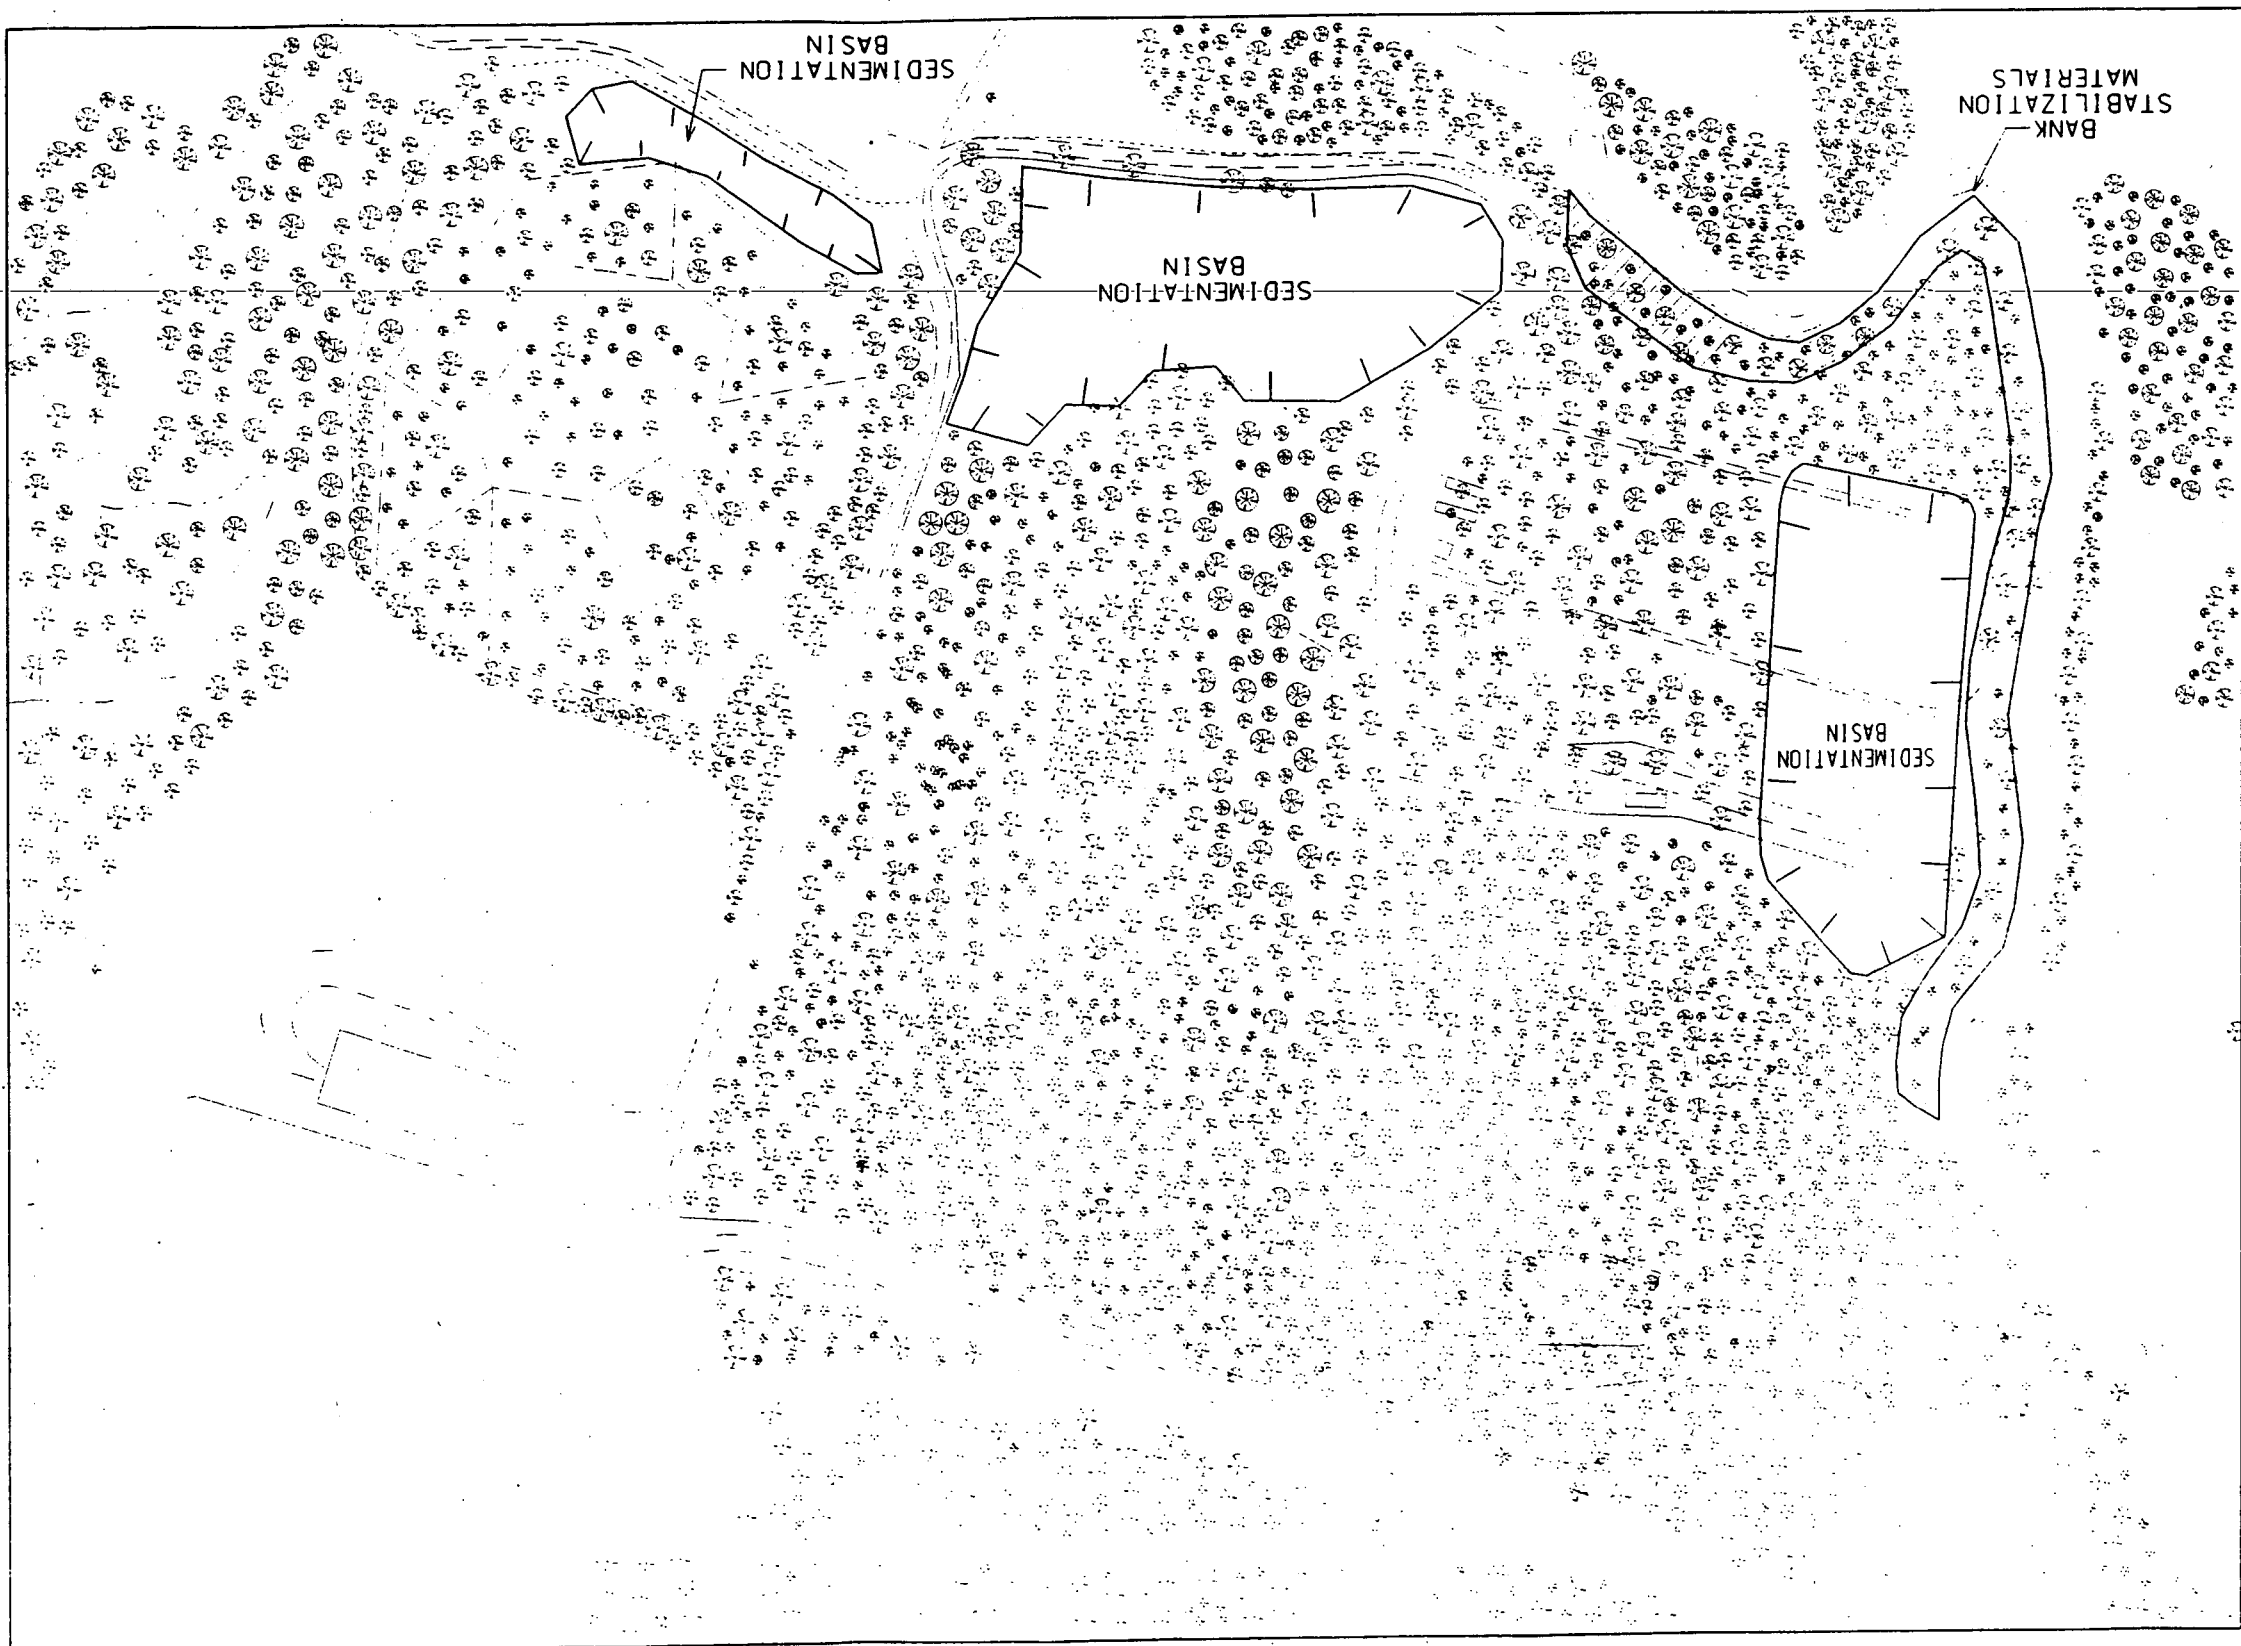 BANK
STABILIZATION
MATERIALS
SEDIMENTATION
BASIN
SEDIMENTATION
BASIN
SEDIMENTATION
BASIN